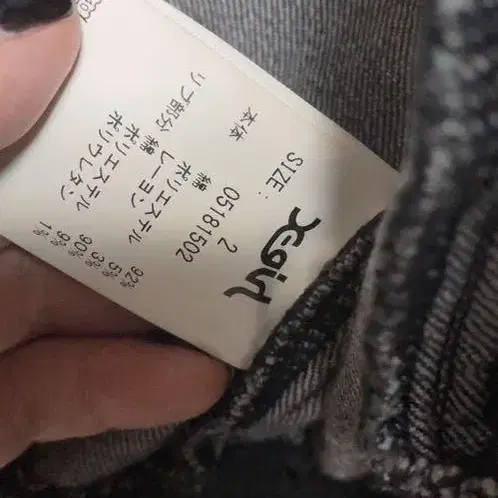 X-girl
SIZE: 2
05181502
本体 綿 92%
ポリエステル 5%
レーヨン 3%
リブ部分 綿 90%
ポリエステル 9%
ポリウレタン 1%